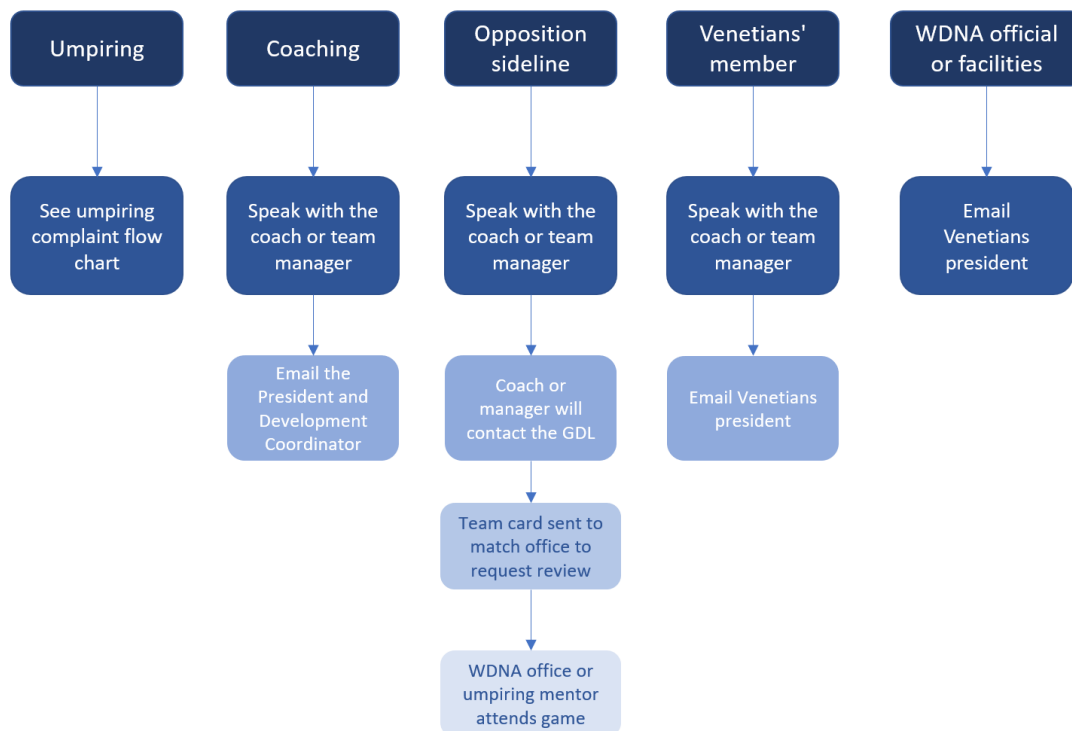 Umpiring
Coaching
Opposition
sideline
Venetians'
member
WDNA official
or facilities
See umpiring
complaint flow
chart
Speak with the
coach or team
manager
Speak with the
coach or team
manager
Speak with the
coach or team
manager
Email
Venetians
president
Email the
President and
Development
Coordinator
Coach or
manager will
contact the GDL
Email Venetians
president
Team card sent to
match office to
request review
WDNA office or
umpiring mentor
attends game